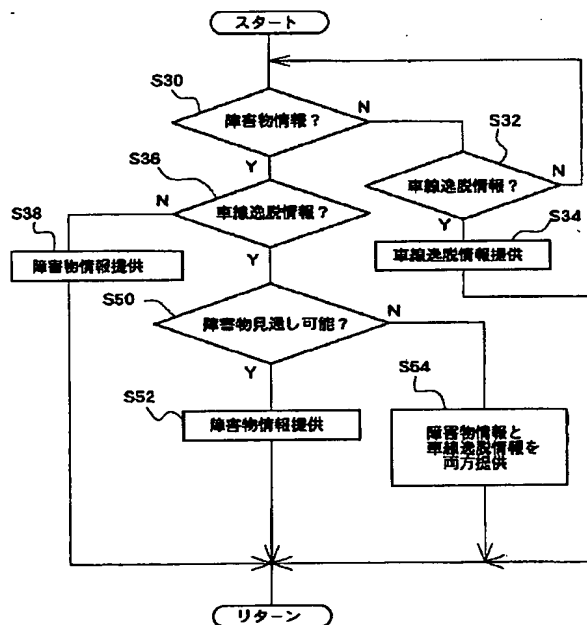 スタート
S30
障害物情報？
N
Y
S32
車線逸脱情報？
N
Y
S34
車線逸脱情報提供
S36
車線逸脱情報？
N
Y
S38
障害物情報提供
S50
障害物見通し可能？
N
Y
S52
障害物情報提供
S54
障害物情報と
車線逸脱情報を
両方提供
リターン